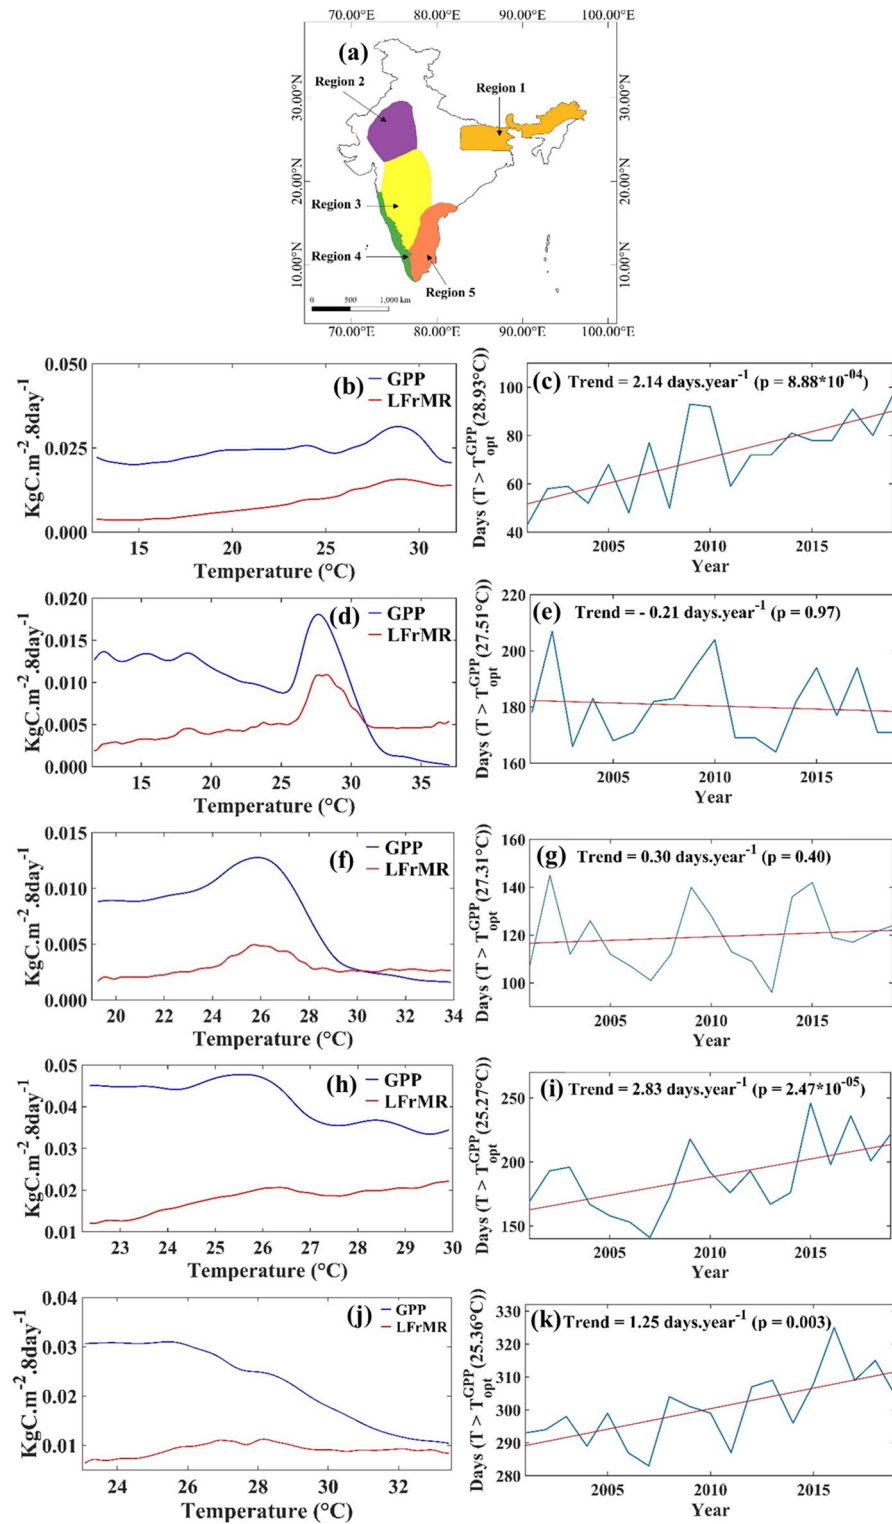 70.00°E 80.00°E 90.00°E 100.00°E
(a)
Region 2
Region 1
30.00°N
20.00°N
10.00°N
Region 3
Region 4
Region 5
0 500 1,000 km
70.00°E 80.00°E 90.00°E 100.00°E
0.050
0.025
0.000
KgC.m-2.8day-1
(b)
GPP
LFrMR
15 20 25 30
Temperature (°C)
(c) Trend = 2.14 days.year-1 (p = 8.88*10-04)
Days (T > TGPPopt(28.93°C))
100
80
60
40
2005 2010 2015
Year
0.020
0.015
0.010
0.005
0.000
KgC.m-2.8day-1
(d)
GPP
LFrMR
15 20 25 30 35
Temperature (°C)
(e) Trend = - 0.21 days.year-1 (p = 0.97)
Days (T > TGPPopt(27.51°C))
220
200
180
160
2005 2010 2015
Year
0.015
0.010
0.005
0.000
KgC.m-2.8day-1
(f)
GPP
LFrMR
20 22 24 26 28 30 32 34
Temperature (°C)
(g) Trend = 0.30 days.year-1 (p = 0.40)
Days (T > TGPPopt(27.31°C))
160
140
120
100
2005 2010 2015
Year
0.05
0.04
0.03
0.02
0.01
KgC.m-2.8day-1
(h)
GPP
LFrMR
23 24 25 26 27 28 29 30
Temperature (°C)
(i) Trend = 2.83 days.year-1 (p = 2.47*10-05)
Days (T > TGPPopt(25.27°C))
250
200
150
2005 2010 2015
Year
0.04
0.03
0.02
0.01
KgC.m-2.8day-1
(j)
GPP
LFrMR
24 26 28 30 32
Temperature (°C)
(k) Trend = 1.25 days.year-1 (p = 0.003)
Days (T > TGPPopt(25.36°C))
330
320
310
300
290
280
2005 2010 2015
Year